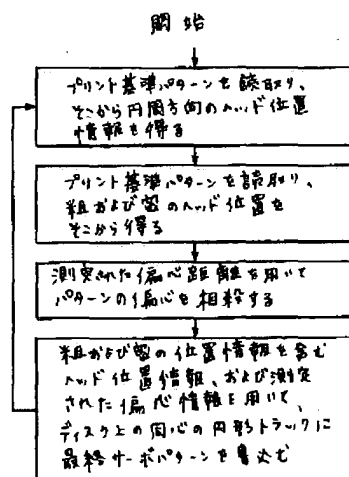 開始
プリント基準パターンを読取り、
そこから円周方向のヘッド位置
情報を得る
プリント基準パターンを読取り、
粗および密のヘッド位置を
そこから得る
測定された偏心距離を用いて
パターンの偏心を相殺する
粗および密の位置情報を含む
ヘッド位置情報、および測定
された偏心情報を用いて、
ディスク上の同心の円形トラックに
最終サーボパターンを書込む